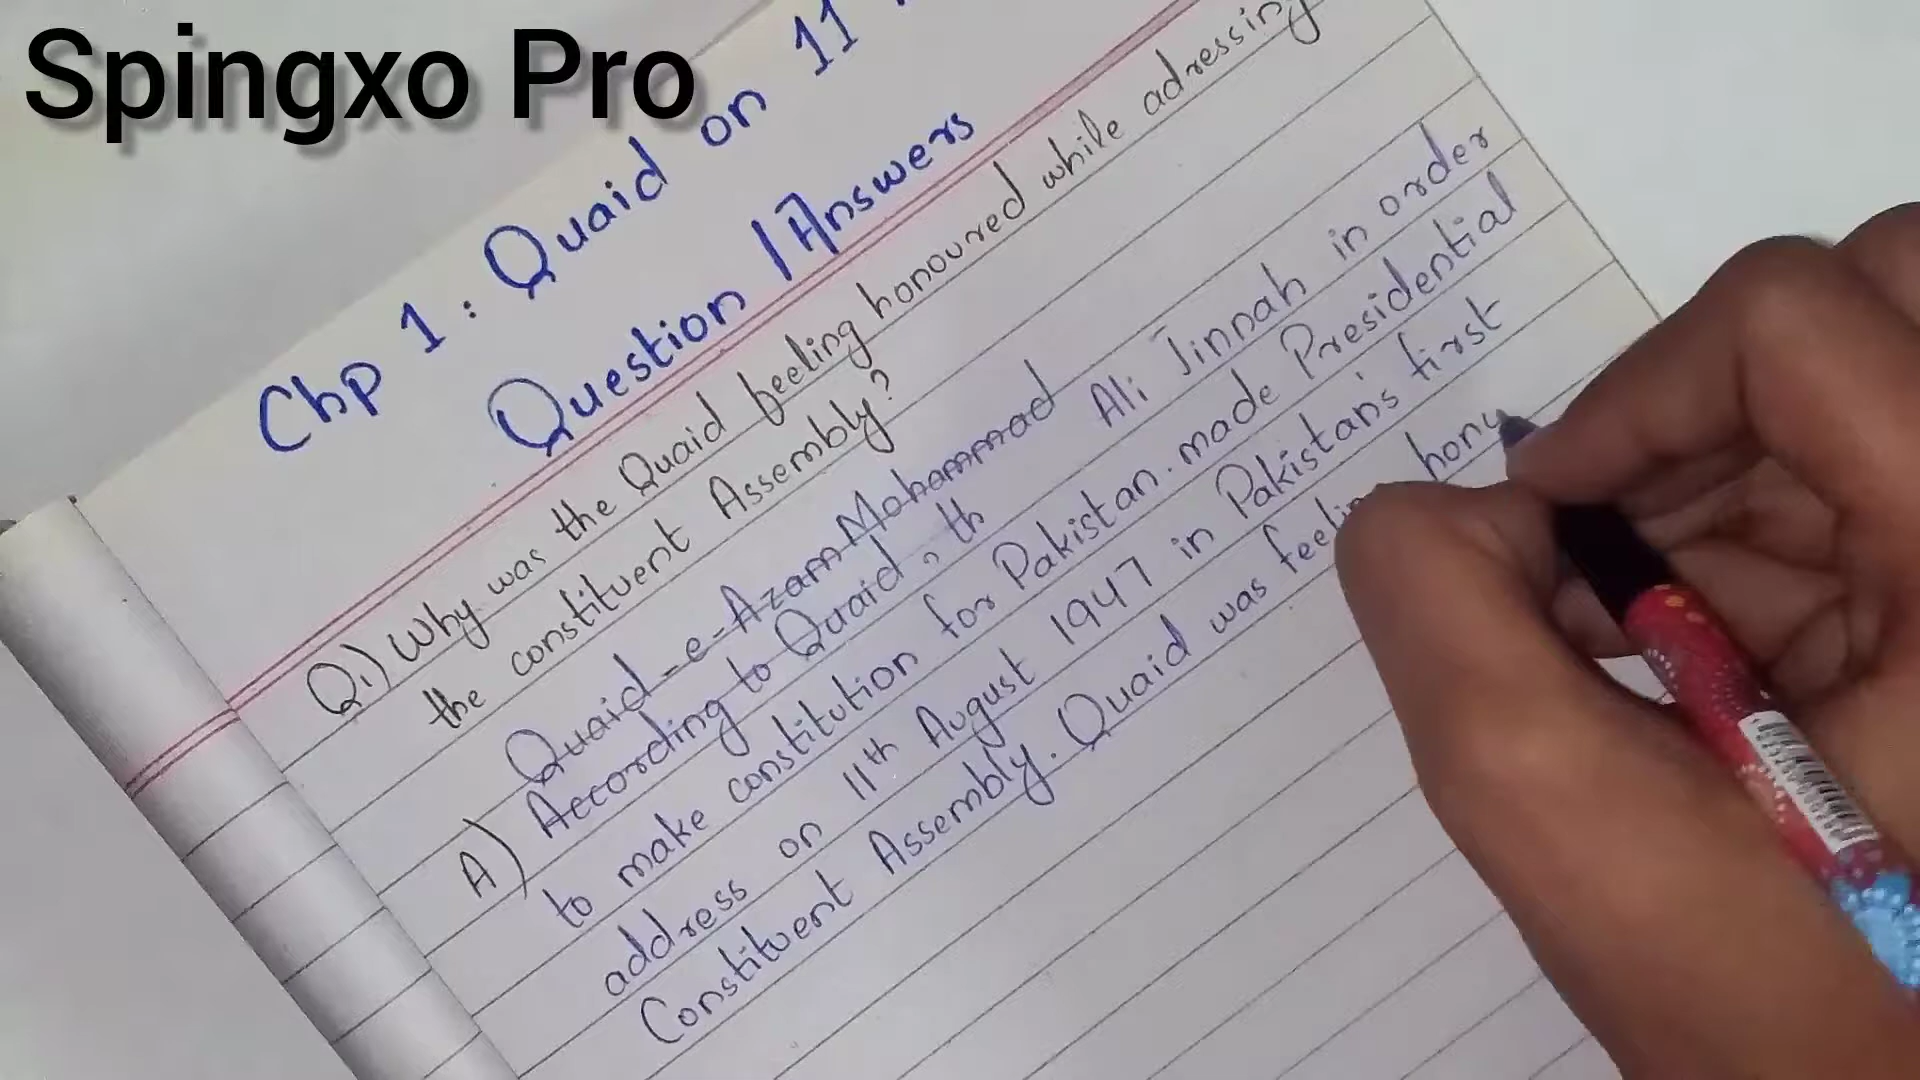 Spingxo Pro
Chp 1: Quaid on 11
Question/Answers
Q1) Why was the Quaid feeling honoured while adressing
the constituent Assembly?
Quaid-e-Azam Mohammad Ali Jinnah in order
A) According to Quaid, th
to make constitution for Pakistan. made Presidential
address on 11th August 1947 in Pakistan's first
Constituent Assembly. Quaid was feeling honu